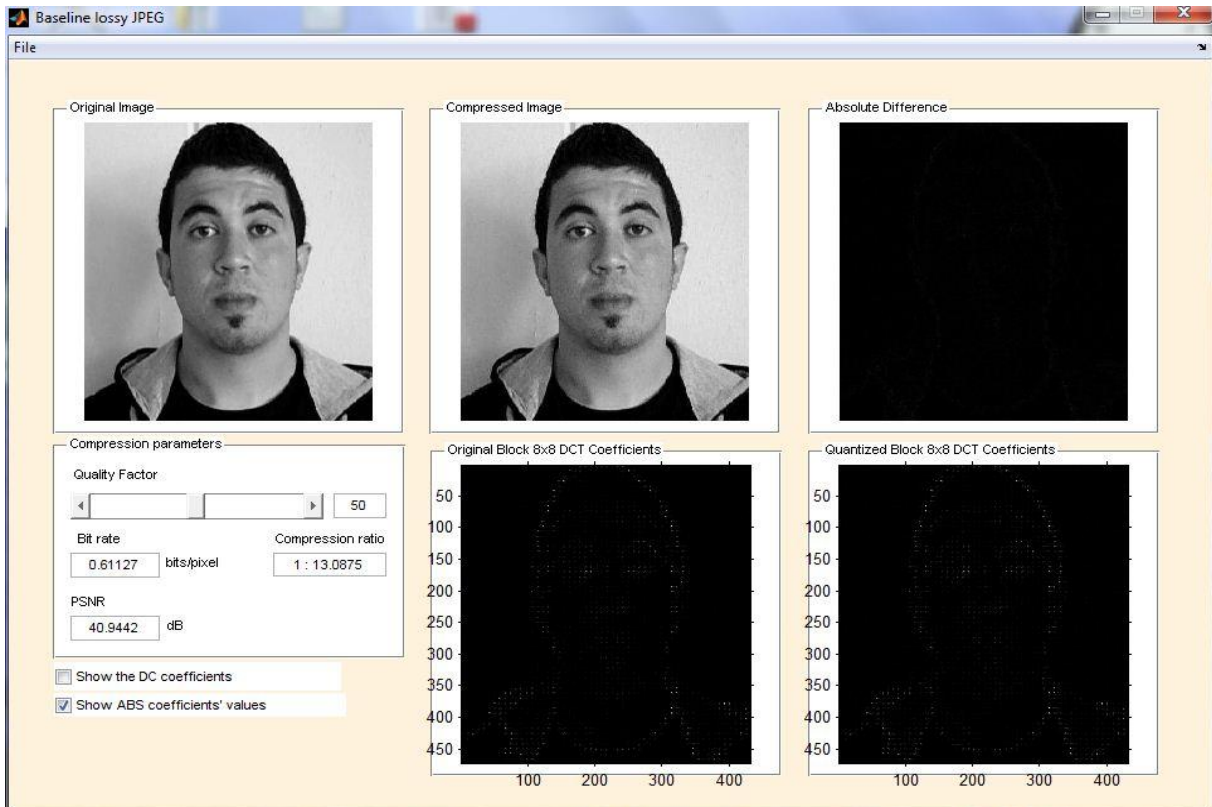 Baseline lossy JPEG
File
Original Image
Compressed Image
Absolute Difference
Compression parameters
Quality Factor
50
Bit rate
Compression ratio
0.61127 bits/pixel
1 : 13.0875
PSNR
40.9442 dB
Show the DC coefficients
Show ABS coefficients' values
Original Block 8x8 DCT Coefficients
50
100
150
200
250
300
350
400
450
100 200 300 400
Quantized Block 8x8 DCT Coefficients
50
100
150
200
250
300
350
400
450
100 200 300 400